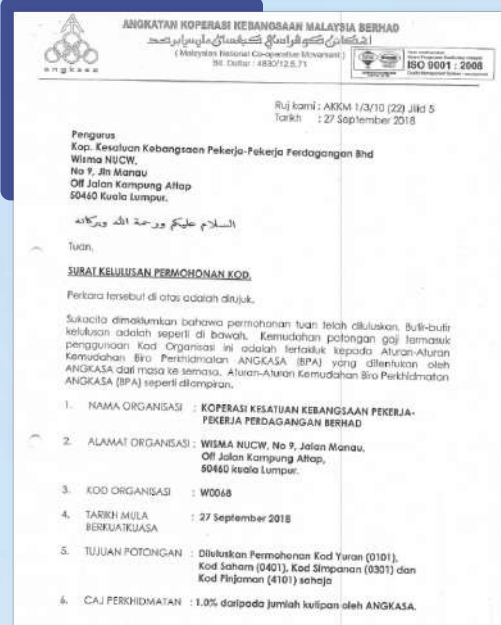 ANGKATAN KOPERASI KEBANGSAAN MALAYSIA BERHAD
( Malaysian National Co-operative Movement )
Bil. Daftar : 4830/12.5.71
angkasa
ISO 9001 : 2008
Ruj kami : AKKM 1/3/10 (22) Jilid 5
Tarikh : 27 September 2018
Pengurus
Kop. Kesatuan Kebangsaan Pekerja-Pekerja Perdagangan Bhd
Wisma NUCW,
No 9, Jln Manau
Off Jalan Kampung Attap
50460 Kuala Lumpur.
السلام عليكم ورحمة الله وبركاته
Tuan,
SURAT KELULUSAN PERMOHONAN KOD.
Perkara tersebut di atas adalah dirujuk.
Sukacita dimaklumkan bahawa permohonan tuan telah diluluskan. Butir-butir
kelulusan adalah seperti di bawah. Kemudahan potongan gaji termasuk
penggunaan Kod Organisasi ini adalah tertakluk kepada Aturan-Aturan
Kemudahan Biro Perkhidmatan ANGKASA (BPA) yang ditentukan oleh
ANGKASA dari masa ke semasa. Aturan-Aturan Kemudahan Biro Perkhidmatan
ANGKASA (BPA) seperti dilampiran.
1. NAMA ORGANISASI : KOPERASI KESATUAN KEBANGSAAN PEKERJA-
PEKERJA PERDAGANGAN BERHAD
2. ALAMAT ORGANISASI : WISMA NUCW, No 9, Jalan Manau,
Off Jalan Kampung Attap,
50460 kuala Lumpur.
3. KOD ORGANISASI : W0068
4. TARIKH MULA : 27 September 2018
BERKUATKUASA
5. TUJUAN POTONGAN : Diluluskan Permohonan Kod Yuran (0101),
Kod Saham (0401), Kod Simpanan (0301) dan
Kod Pinjaman (4101) sahaja
6. CAJ PERKHIDMATAN : 1.0% daripada jumlah kutipan oleh ANGKASA.